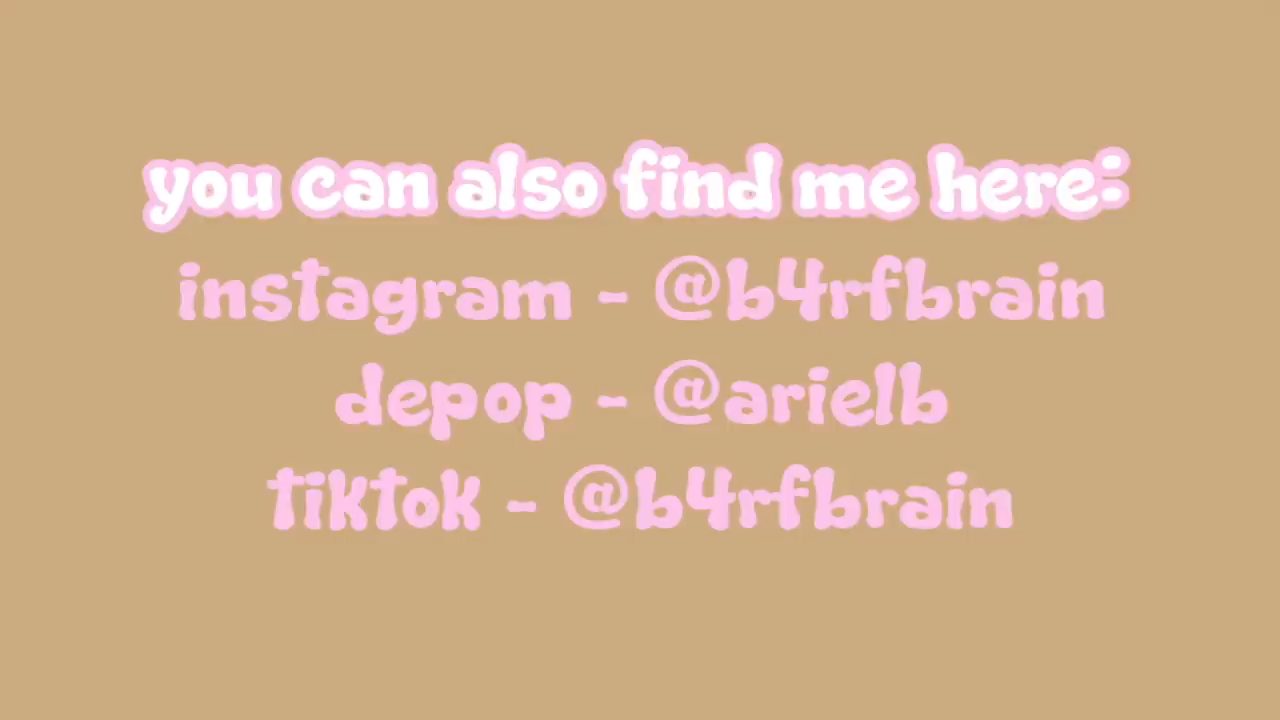 you can also find me here:
instagram - @b4rfbrain
depop - @arielb
tiktok - @b4rfbrain